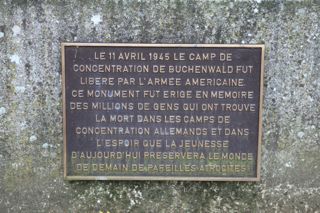 LE 11 AVRIL 1945 LE CAMP DE
CONCENTRATION DE BUCHENWALD FUT
LIBERE PAR L'ARMÉE AMERICAINE.
CE MONUMENT FUT ERIGE EN MEMOIRE
DES MILLIONS DE GENS QUI ONT TROUVE
LA MORT DANS LES CAMPS DE
CONCENTRATION ALLEMANDS ET DANS
L'ESPOIR QUE LA JEUNESSE
D'AUJOURD'HUI PRESERVERA LE MONDE
DE DEMAIN DE PAREILLES ATROCITES